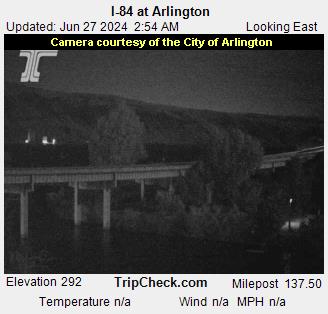 I-84 at Arlington
Updated: Jun 27 2024 2:54 AM Looking East
Camera courtesy of the City of Arlington
Elevation 292 TripCheck.com Milepost 137.50
Temperature n/a Wind n/a MPH n/a